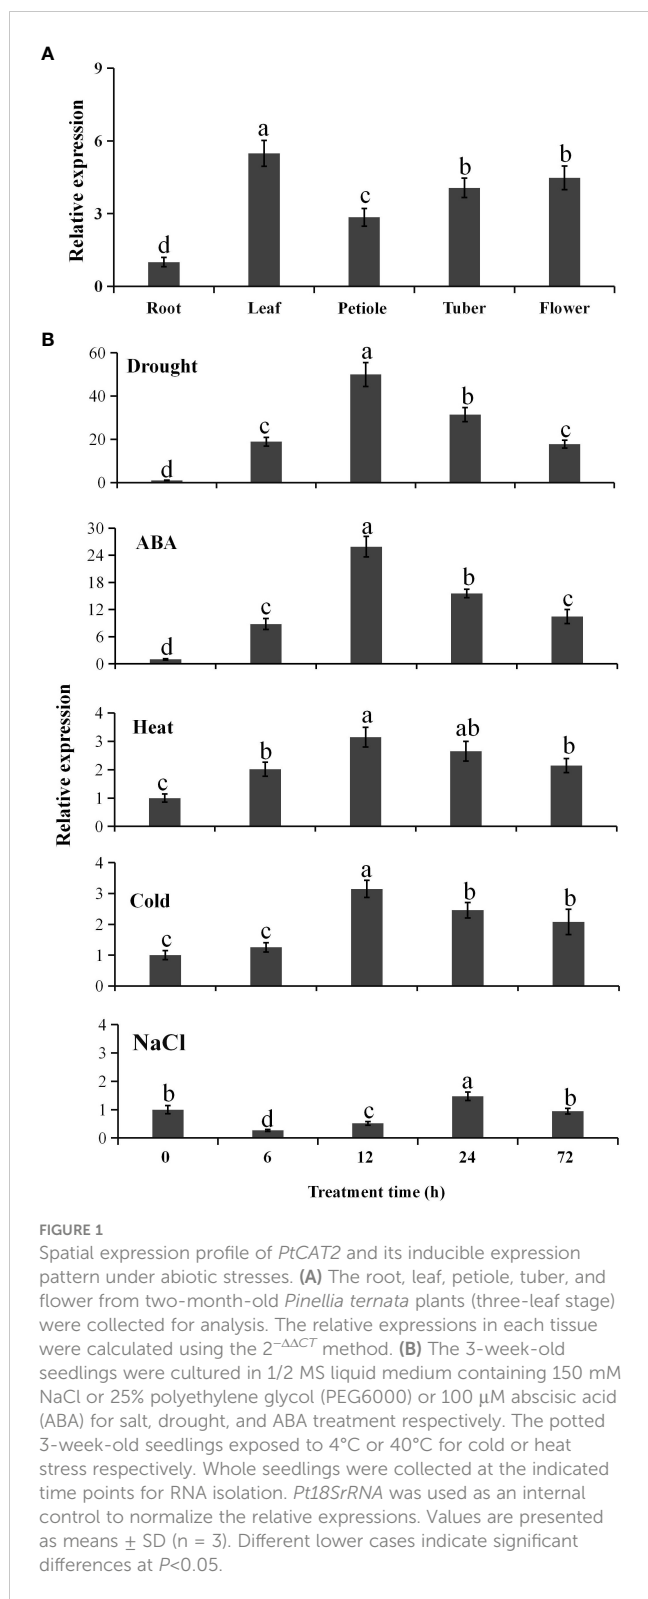 A
9
6
3
0
Relative expression
d
a
c
b
b
Root Leaf Petiole Tuber Flower
B
Drought
60
40
20
0
d
c
a
b
c
ABA
30
24
18
12
6
0
d
c
a
b
c
Relative expression
Heat
4
3
2
1
0
c
b
a
ab
b
Cold
4
3
2
1
0
c
c
a
b
b
NaCl
4
3
2
1
0
b
d
c
a
b
0 6 12 24 72
Treatment time (h)
FIGURE 1
Spatial expression profile of PtCAT2 and its inducible expression
pattern under abiotic stresses. (A) The root, leaf, petiole, tuber, and
flower from two-month-old Pinellia ternata plants (three-leaf stage)
were collected for analysis. The relative expressions in each tissue
were calculated using the 2−ΔΔCT method. (B) The 3-week-old
seedlings were cultured in 1/2 MS liquid medium containing 150 mM
NaCl or 25% polyethylene glycol (PEG6000) or 100 μM abscisic acid
(ABA) for salt, drought, and ABA treatment respectively. The potted
3-week-old seedlings exposed to 4°C or 40°C for cold or heat
stress respectively. Whole seedlings were collected at the indicated
time points for RNA isolation. Pt18SrRNA was used as an internal
control to normalize the relative expressions. Values are presented
as means ± SD (n = 3). Different lower cases indicate significant
differences at P<0.05.